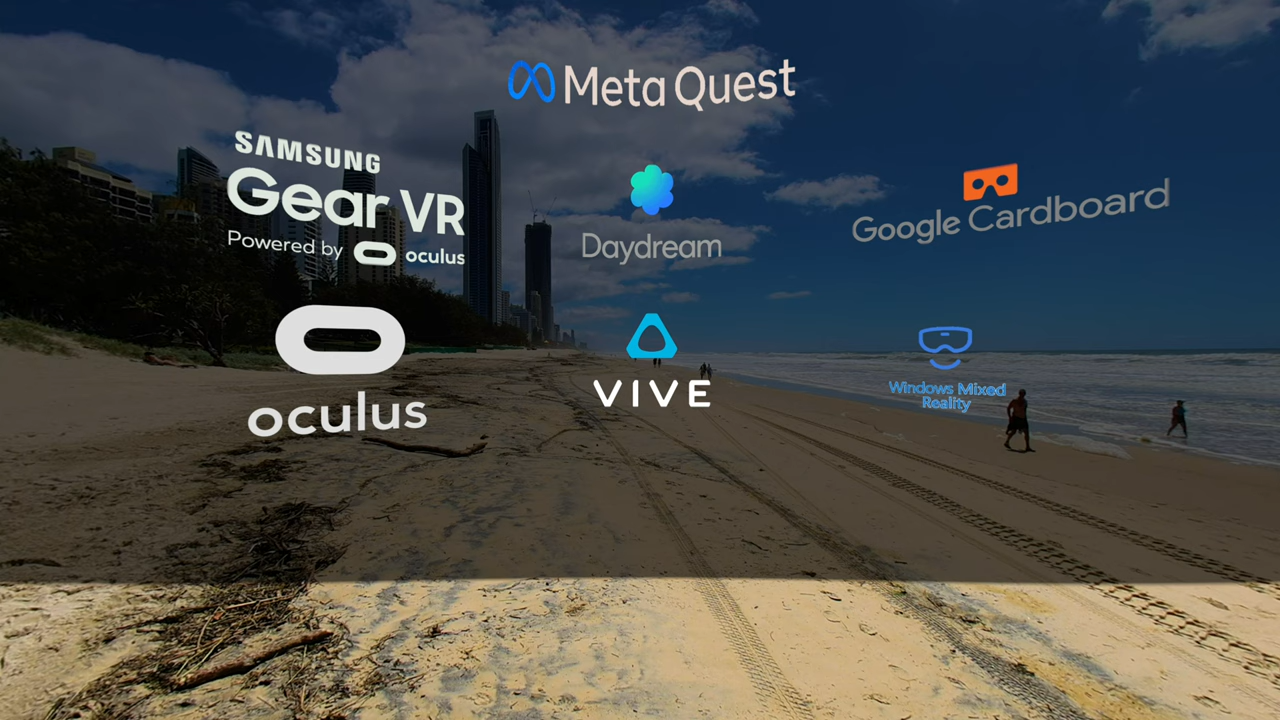 Meta Quest
SAMSUNG
Gear VR
Powered by oculus
Daydream
Google Cardboard
oculus
VIVE
Windows Mixed
Reality